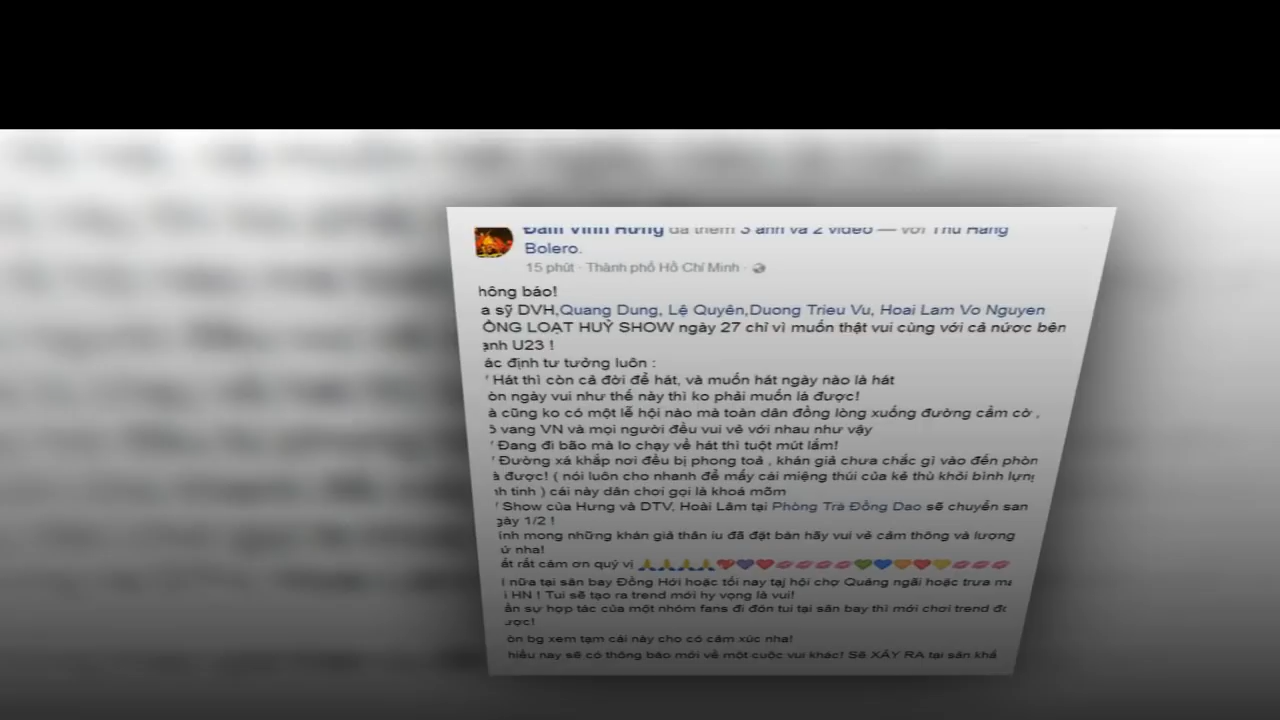 Đàm Vĩnh Hưng đã thêm 3 ảnh và 2 video — với Thu Hằng
Bolero.
15 phút · Thành phố Hồ Chí Minh ·
hông báo!
a sỹ DVH,Quang Dung, Lệ Quyên,Duong Trieu Vu, Hoai Lam Vo Nguyen
ỒNG LOẠT HUỶ SHOW ngày 27 chỉ vì muốn thật vui cùng với cả nước bên
ạnh U23 !
ác định tư tưởng luôn :
' Hát thì còn cả đời để hát, và muốn hát ngày nào là hát
òn ngày vui như thế này thì ko phải muốn là được!
à cũng ko có một lễ hội nào mà toàn dân đồng lòng xuống đường cầm cờ ,
ô vang VN và mọi người đều vui vẻ với nhau như vậy
' Đang đi bão mà lo chạy về hát thì tuột mút lắm!
' Đường xá khắp nơi đều bị phong toả , khán giả chưa chắc gì vào đến phòn
à được! ( nói luôn cho nhanh để mấy cái miệng thúi của kẻ thù khỏi bình lựng
nh tinh ) cái này dân chơi gọi là khoá mõm
' Show của Hưng và DTV, Hoài Lâm tại Phòng Trà Đồng Dao sẽ chuyển san
gày 1/2 !
ính mong những khán giả thân iu đã đặt bàn hãy vui vẻ cảm thông và lượng
ứ nha!
ất rất cảm ơn quý vị 🙏🙏🙏🙏💖💜❤️💋💋💋💋💚💙🧡❤️💛💋💋💋
I nữa tại sân bay Đồng Hới hoặc tối nay tại hội chợ Quảng ngãi hoặc trưa ma
i HN ! Tui sẽ tạo ra trend mới hy vọng là vui!
ần sự hợp tác của một nhóm fans đi đón tui tại sân bay thì mới chơi trend đc
ược!
òn bg xem tạm cái này cho có cảm xúc nha!
hiều nay sẽ có thông báo mới về một cuộc vui khác! Sẽ XẢY RA tại sân khấ